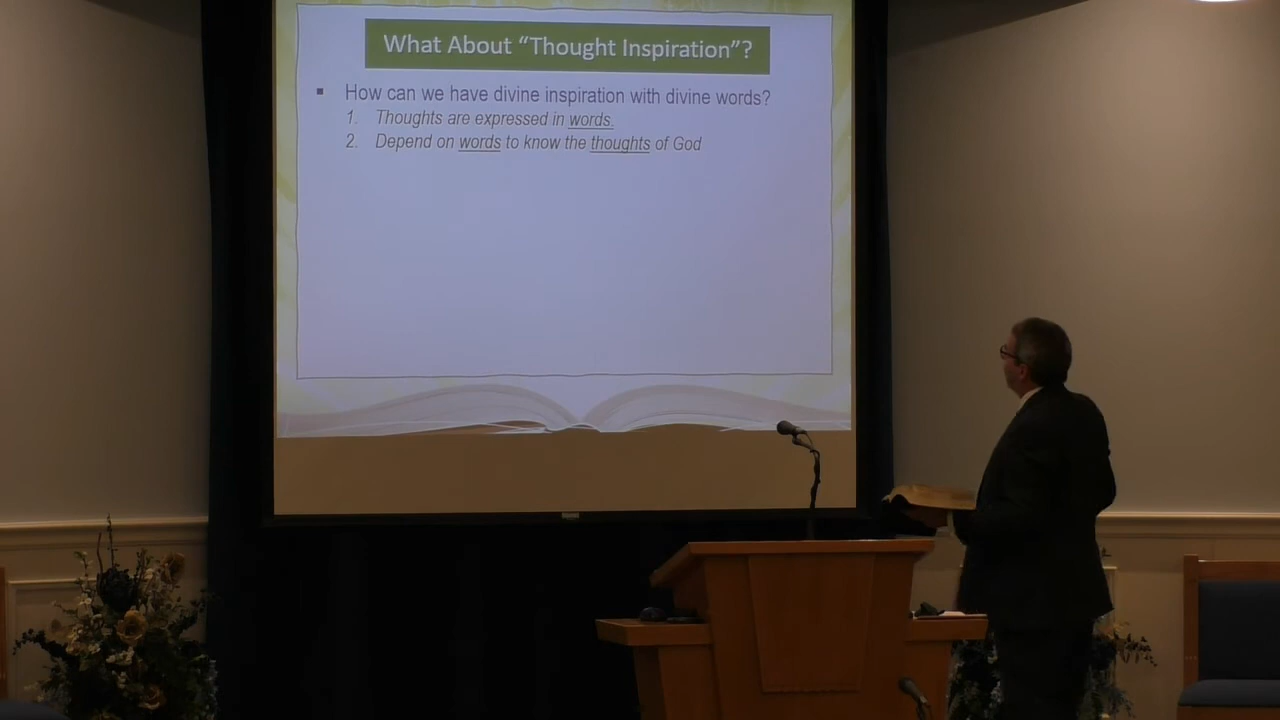 What About “Thought Inspiration”?
▪ How can we have divine inspiration with divine words?
1. Thoughts are expressed in words.
2. Depend on words to know the thoughts of God